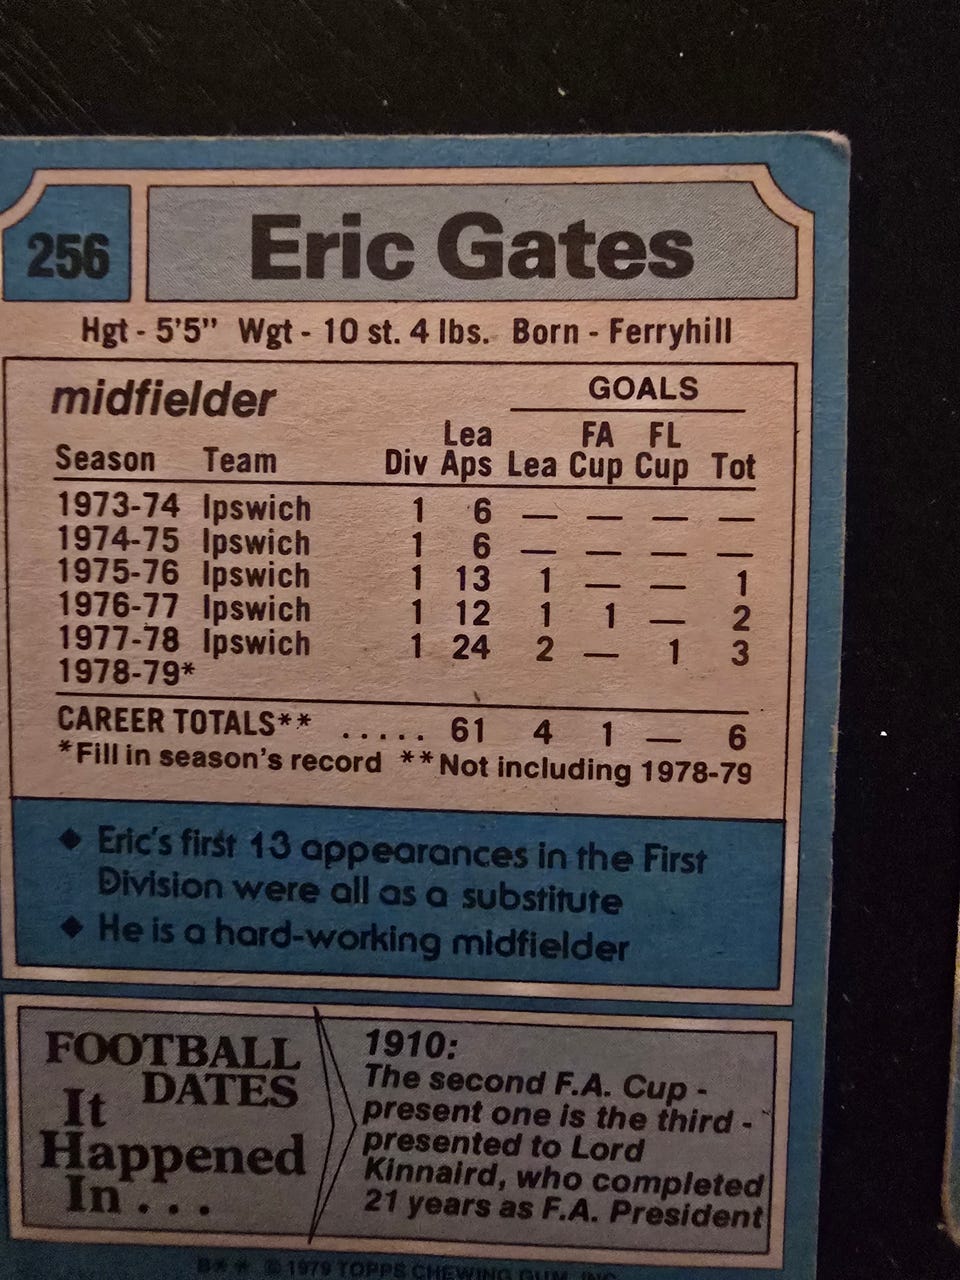 256
Eric Gates
Hgt - 5'5" Wgt - 10 st. 4 lbs. Born - Ferryhill
midfielder
GOALS
Lea FA FL
Season Team Div Aps Lea Cup Cup Tot
1973-74 Ipswich 1 6 — — — —
1974-75 Ipswich 1 6 — — — —
1975-76 Ipswich 1 13 1 — — 1
1976-77 Ipswich 1 12 1 1 — 2
1977-78 Ipswich 1 24 2 — 1 3
1978-79*
CAREER TOTALS** ..... 61 4 1 — 6
*Fill in season's record **Not including 1978-79
◆ Eric's first 13 appearances in the First
Division were all as a substitute
◆ He is a hard-working midfielder
FOOTBALL
DATES
It
Happened
In . . .
1910:
The second F.A. Cup -
present one is the third -
presented to Lord
Kinnaird, who completed
21 years as F.A. President
B** © 1979 TOPPS CHEWING GUM, INC.